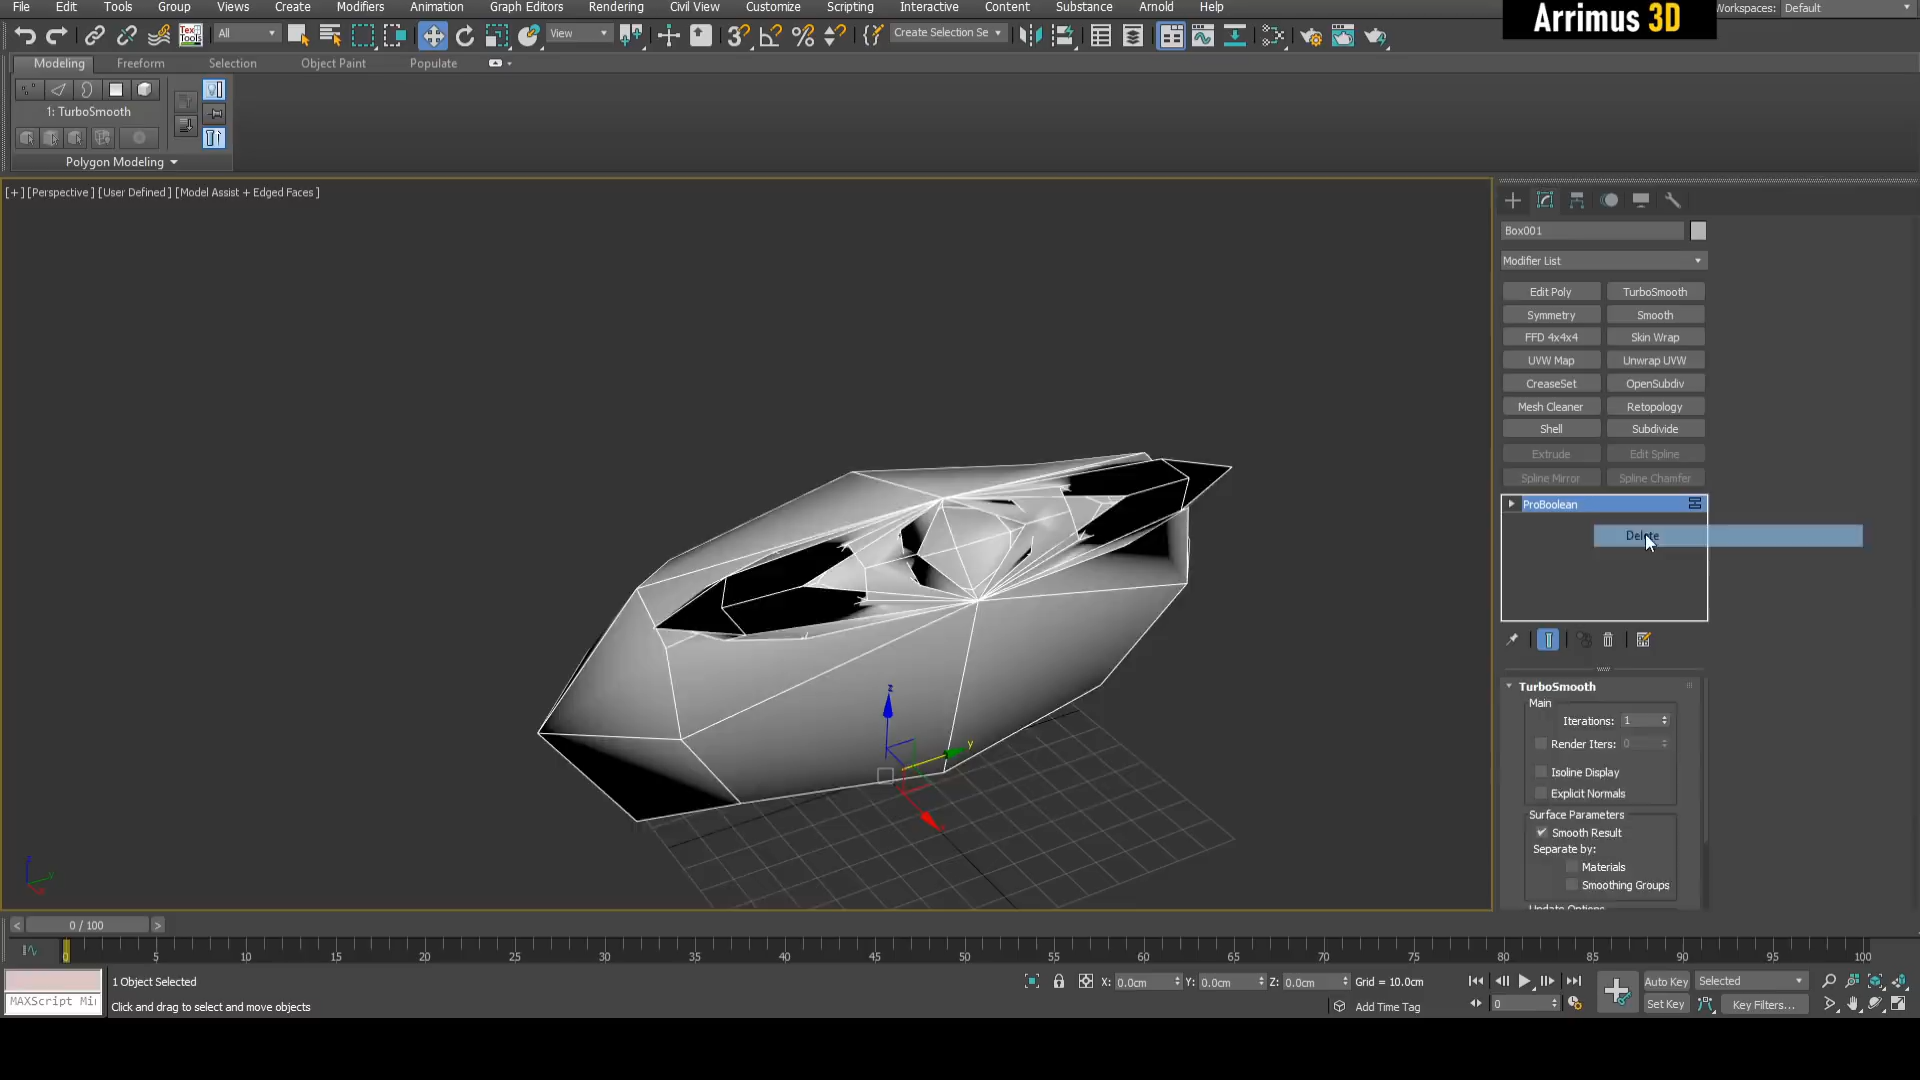 File Edit Tools Group Views Create Modifiers Animation Graph Editors Rendering Civil View Customize Scripting Interactive Content Substance Arnold Help
Arrimus 3D
Workspaces: Default
All
View
Create Selection Se
Modeling Freeform Selection Object Paint Populate
1: TurboSmooth
Polygon Modeling
[+] [Perspective] [User Defined] [Model Assist + Edged Faces]
Box001
Modifier List
Edit Poly TurboSmooth
Symmetry Smooth
FFD 4x4x4 Skin Wrap
UVW Map Unwrap UVW
CreaseSet OpenSubdiv
Mesh Cleaner Retopology
Shell Subdivide
Extrude Edit Spline
Spline Mirror Spline Chamfer
ProBoolean
Delete
TurboSmooth
Main
Iterations: 1
Render Iters: 0
Isoline Display
Explicit Normals
Surface Parameters
Smooth Result
Separate by:
Materials
Smoothing Groups
Update Options
z
y
0 / 100
0 5 10 15 20 25 30 35 40 45 50 55 60 65 70 75 80 85 90 95 100
1 Object Selected
X: 0.0cm Y: 0.0cm Z: 0.0cm Grid = 10.0cm
Auto Key Selected
MAXScript Mi
Click and drag to select and move objects
Add Time Tag
0
Set Key Key Filters...